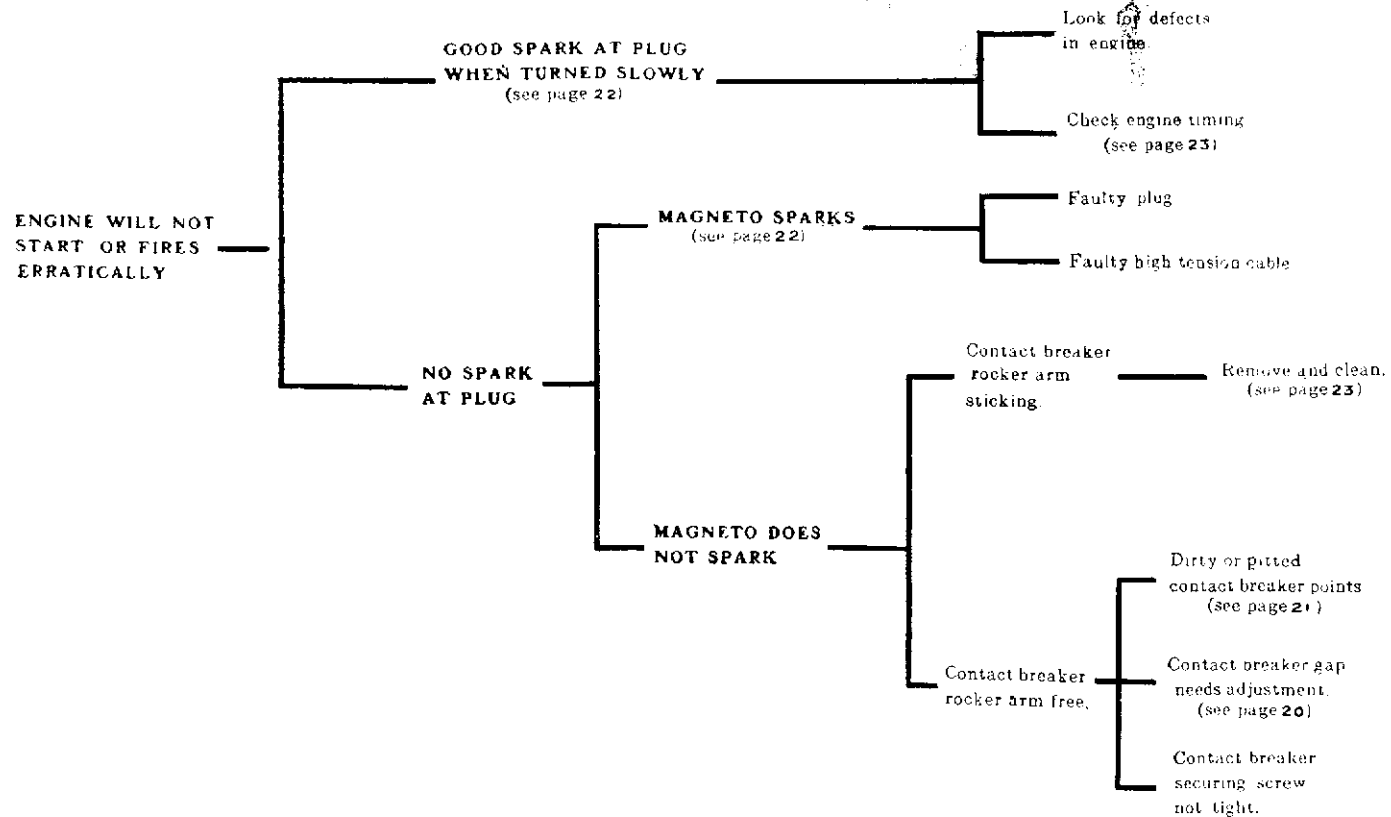 Look for defects
in engine.
GOOD SPARK AT PLUG
WHEN TURNED SLOWLY
(see page 22)
Check engine timing
(see page 23)
ENGINE WILL NOT
START OR FIRES
ERRATICALLY
MAGNETO SPARKS
(see page 22)
Faulty plug
Faulty high tension cable
NO SPARK
AT PLUG
Contact breaker
rocker arm
sticking.
Remove and clean.
(see page 23)
MAGNETO DOES
NOT SPARK
Dirty or pitted
contact breaker points
(see page 21)
Contact breaker
rocker arm free.
Contact breaker gap
needs adjustment.
(see page 20)
Contact breaker
securing screw
not tight.